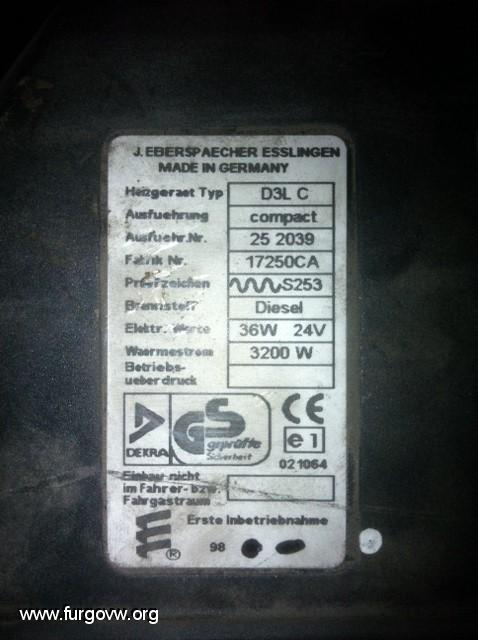 J. EBERSPAECHER ESSLINGEN
MADE IN GERMANY
Heizgeraet Typ D3L C
Ausfuehrung compact
Ausfuehr.Nr. 25 2039
Fabrik Nr. 17250CA
Pruefzeichen S253
Brennstoff Diesel
Elektr. Werte 36W 24V
Waermestrom 3200 W
Betriebs-
ueberdruck
DEKRA
GS
geprüfte
Sicherheit
CE
e1
021064
Einbau nicht
im Fahrer- bzw.
Fahrgastraum
Erste Inbetriebnahme
®
98
www.furgovw.org